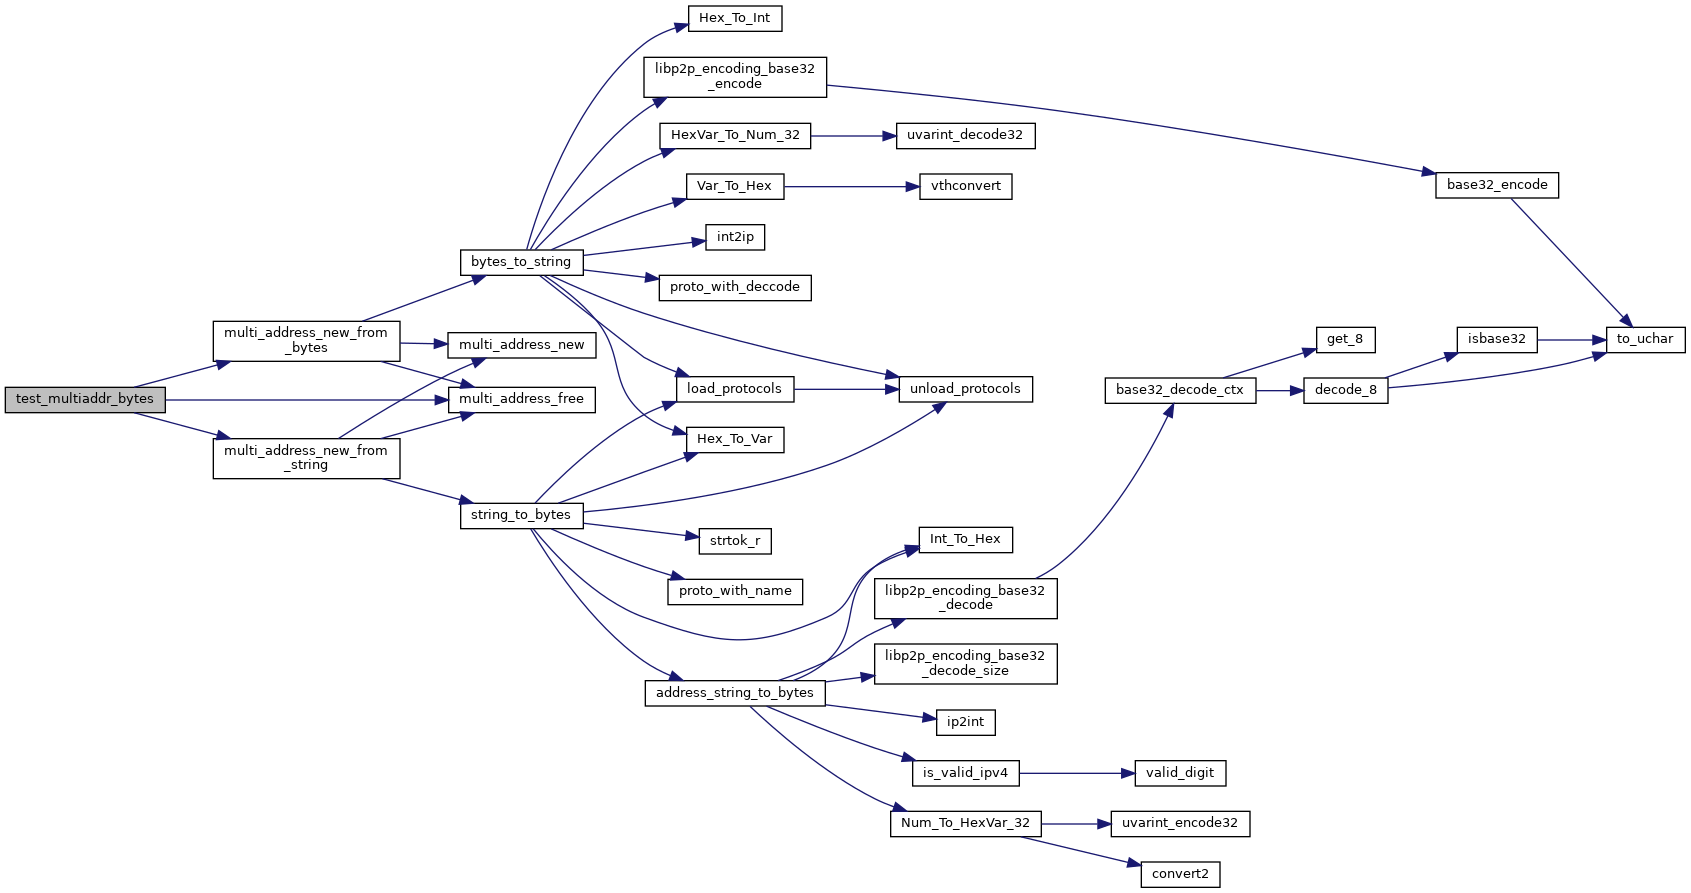 Hex_To_Int
libp2p_encoding_base32
_encode
HexVar_To_Num_32
uvarint_decode32
Var_To_Hex
vthconvert
base32_encode
int2ip
bytes_to_string
proto_with_deccode
multi_address_new_from
_bytes
multi_address_new
get_8
isbase32
to_uchar
load_protocols
unload_protocols
base32_decode_ctx
decode_8
test_multiaddr_bytes
multi_address_free
Hex_To_Var
multi_address_new_from
_string
string_to_bytes
strtok_r
Int_To_Hex
proto_with_name
libp2p_encoding_base32
_decode
libp2p_encoding_base32
_decode_size
address_string_to_bytes
ip2int
is_valid_ipv4
valid_digit
Num_To_HexVar_32
uvarint_encode32
convert2